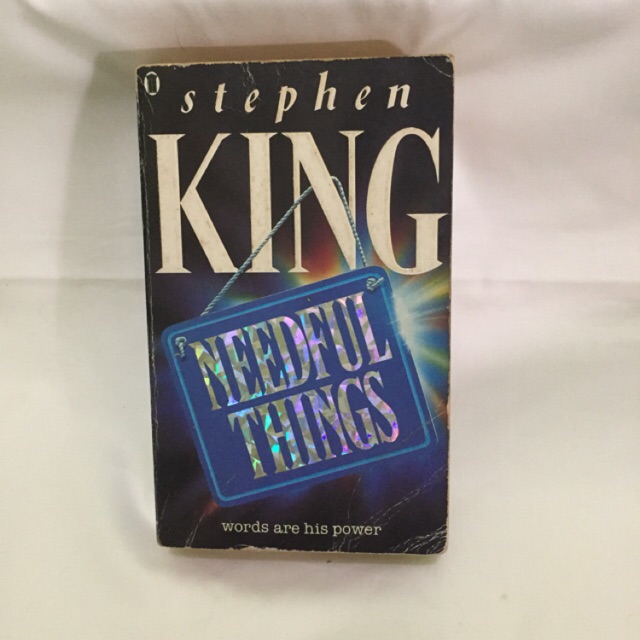 stephen
KING
NEEDFUL
THINGS
words are his power